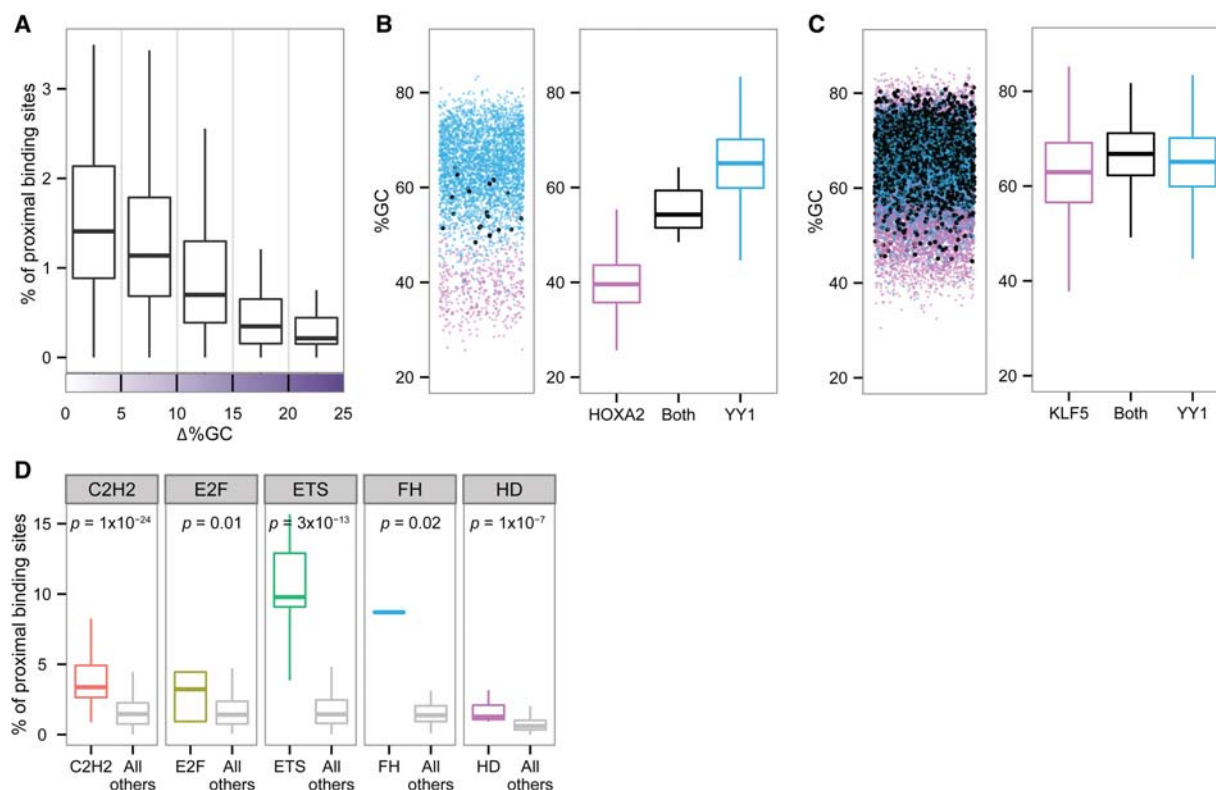 A
% of proximal binding sites
3
2
1
0
0 5 10 15 20 25
Δ%GC
B
80
60
40
20
%GC
80
60
40
20
HOXA2 Both YY1
C
80
60
40
20
%GC
80
60
40
20
KLF5 Both YY1
D
% of proximal binding sites
15
10
5
0
C2H2 E2F ETS FH HD
p = 1x10⁻²⁴ p = 0.01 p = 3x10⁻¹³ p = 0.02 p = 1x10⁻⁷
C2H2 All others E2F All others ETS All others FH All others HD All others